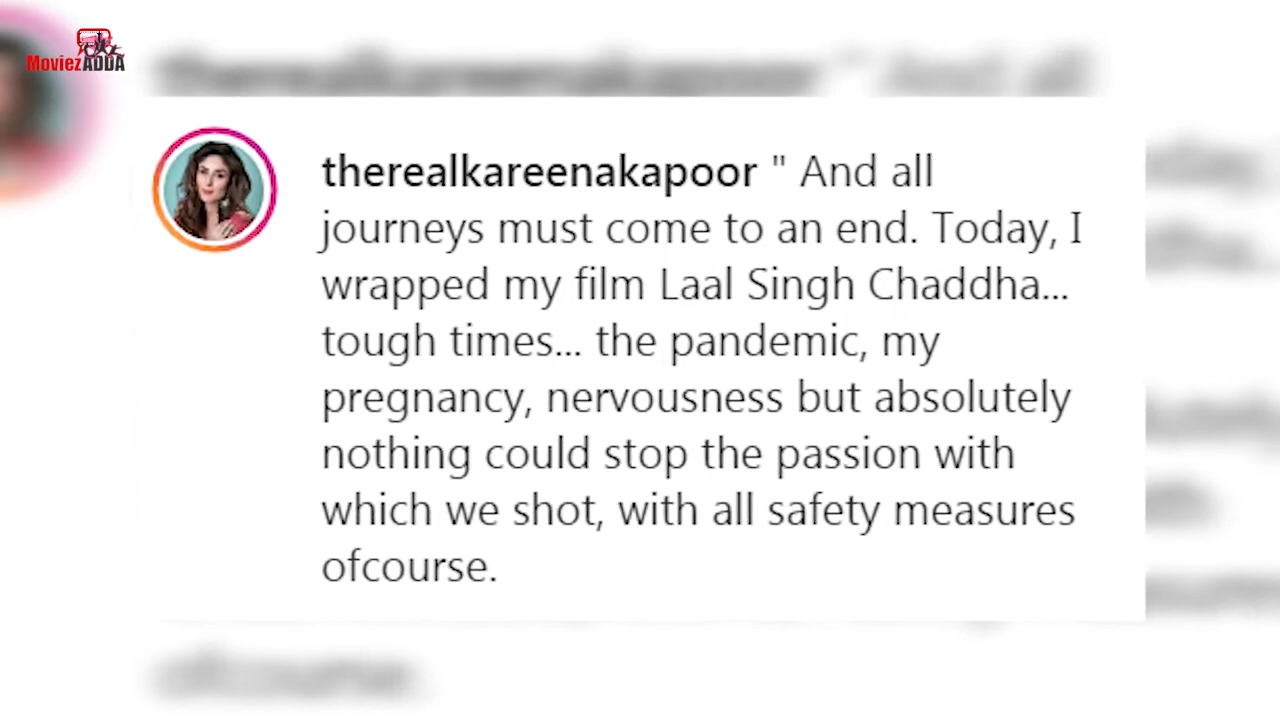 MoviezADDA
therealkareenakapoor " And all
journeys must come to an end. Today, I
wrapped my film Laal Singh Chaddha...
tough times... the pandemic, my
pregnancy, nervousness but absolutely
nothing could stop the passion with
which we shot, with all safety measures
ofcourse.